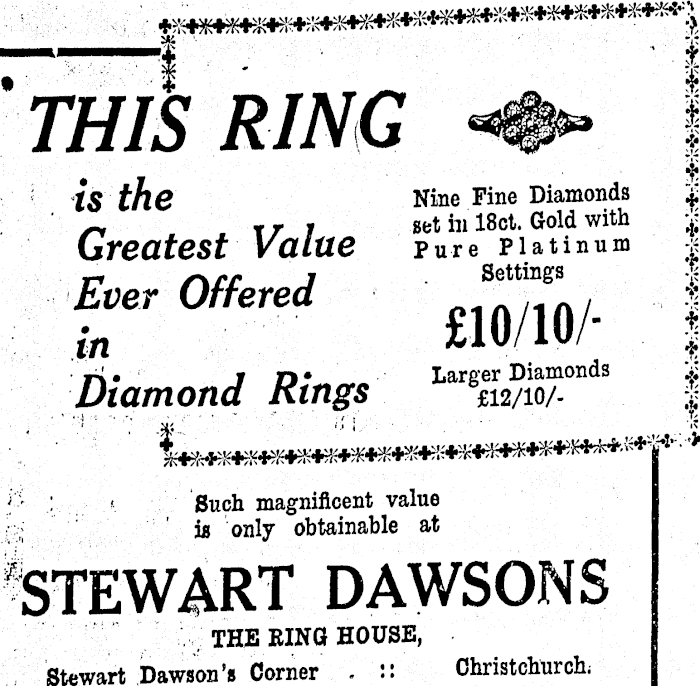 THIS RING
is the
Greatest Value
Ever Offered
in
Diamond Rings
Nine Fine Diamonds
set in 18ct. Gold with
Pure Platinum
Settings
£10/10/-
Larger Diamonds
£12/10/-
Such magnificent value
is only obtainable at
STEWART DAWSONS
THE RING HOUSE,
Stewart Dawson's Corner . :: Christchurch.